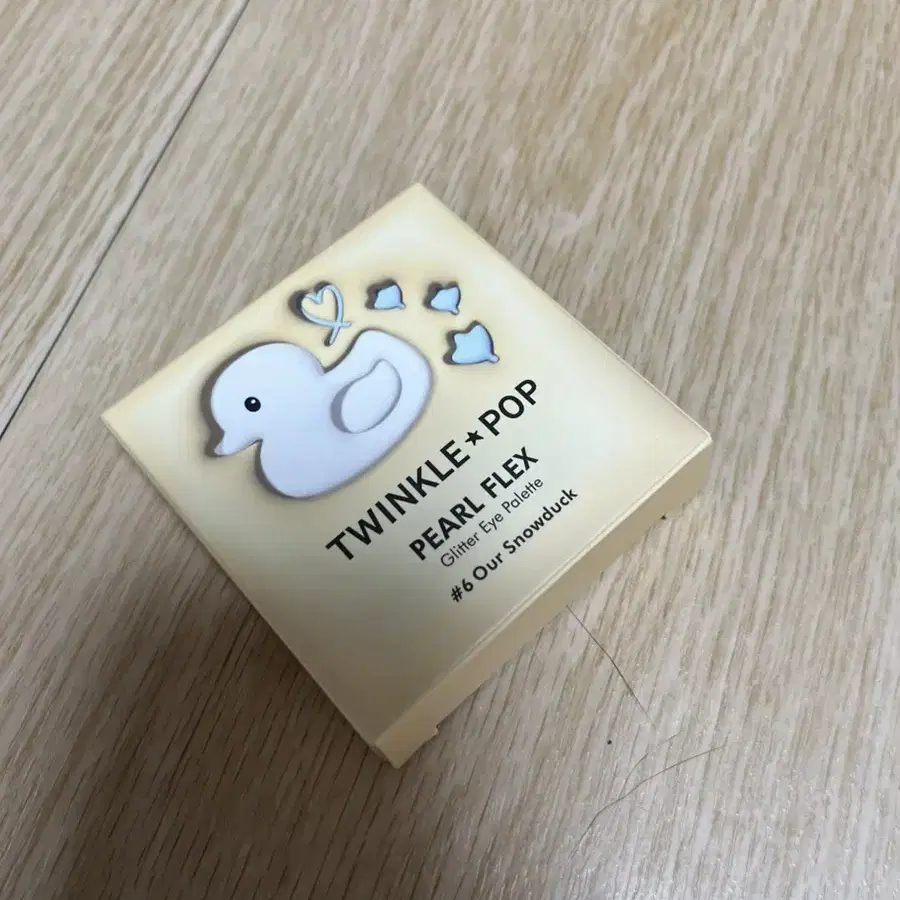 TWINKLE★POP
PEARL FLEX
Glitter Eye Palette
#6 Our Snowduck